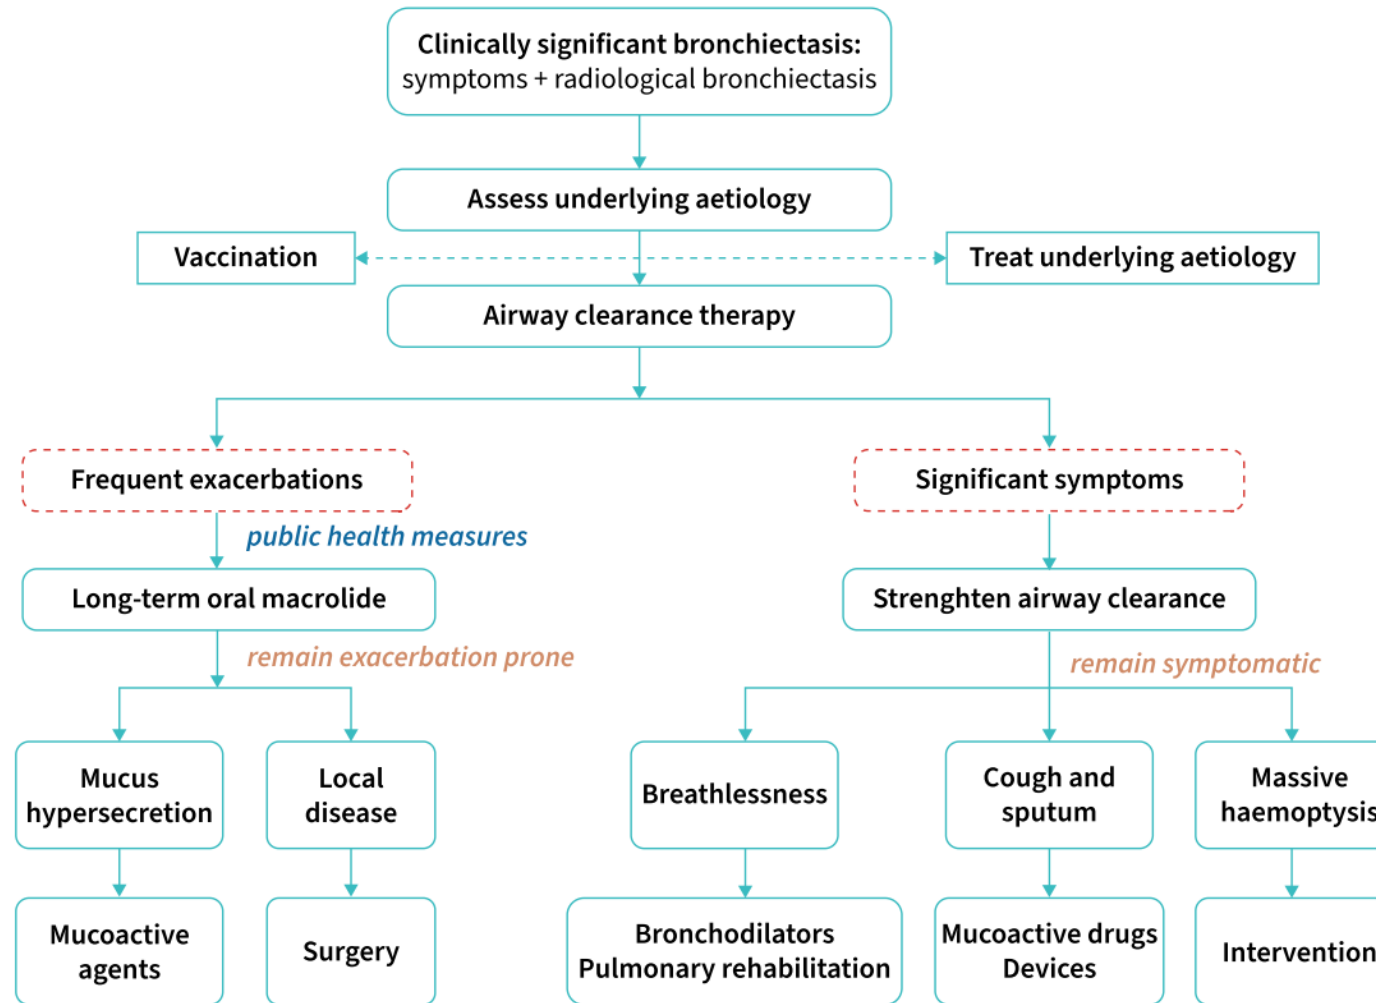 Clinically significant bronchiectasis:
symptoms + radiological bronchiectasis
Assess underlying aetiology
Vaccination
Treat underlying aetiology
Airway clearance therapy
Frequent exacerbations
Significant symptoms
public health measures
Long-term oral macrolide
Strenghten airway clearance
remain exacerbation prone
remain symptomatic
Mucus
hypersecretion
Local
disease
Breathlessness
Cough and
sputum
Massive
haemoptysis
Mucoactive
agents
Surgery
Bronchodilators
Pulmonary rehabilitation
Mucoactive drugs
Devices
Intervention